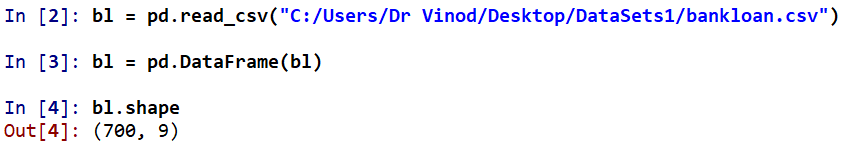 In [2]: bl = pd.read_csv("C:/Users/Dr Vinod/Desktop/DataSets1/bankloan.csv")
In [3]: bl = pd.DataFrame(bl)
In [4]: bl.shape
Out[4]: (700, 9)